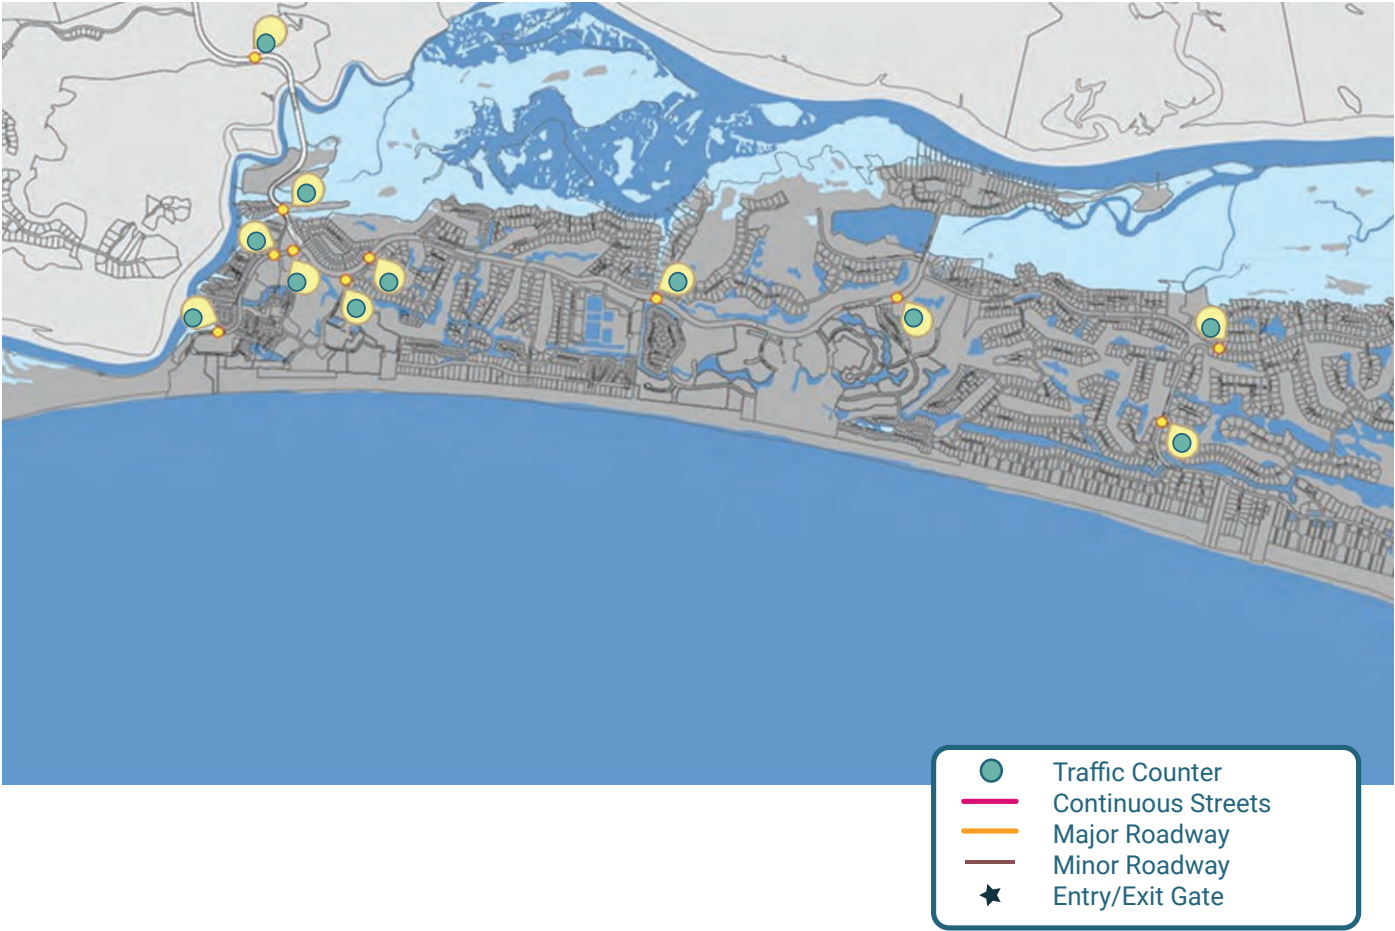 Traffic Counter
Continuous Streets
Major Roadway
Minor Roadway
Entry/Exit Gate